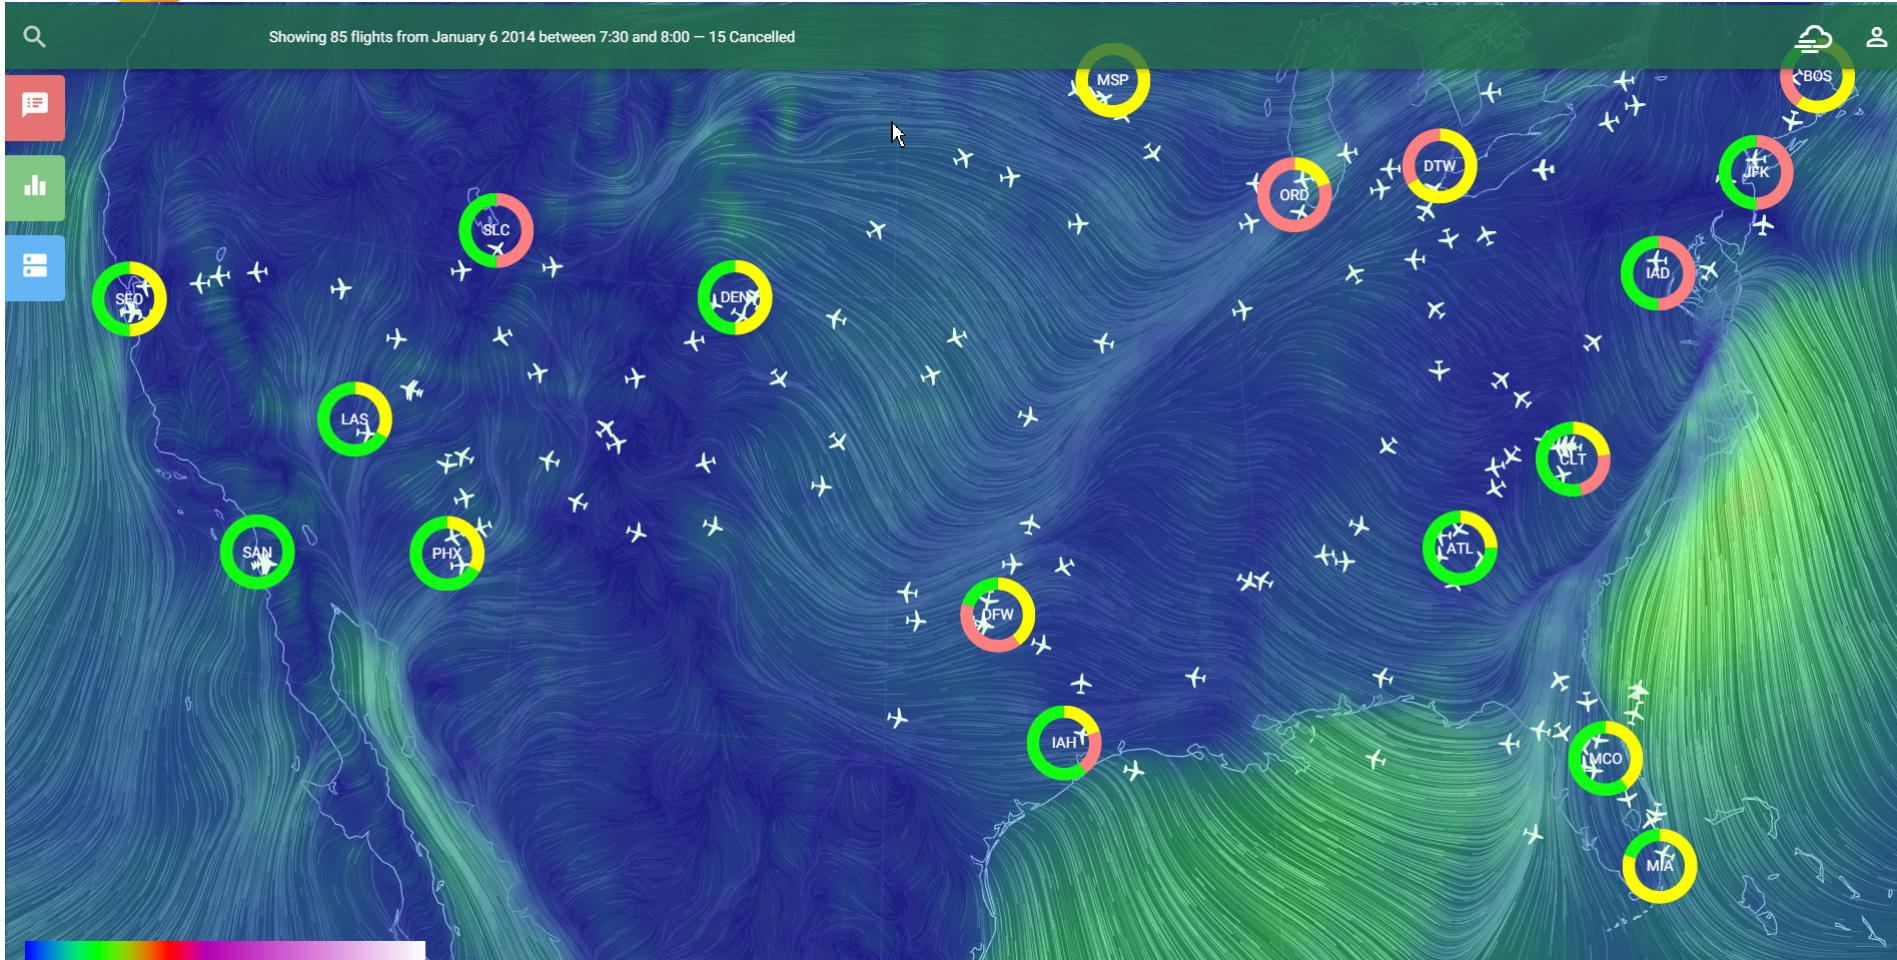 Showing 85 flights from January 6 2014 between 7:30 and 8:00 — 15 Cancelled
MSP
BOS
DTW
JFK
ORD
SLC
IAD
SFO
DEN
LAS
CLT
SAN
PHX
ATL
DFW
IAH
MCO
MIA